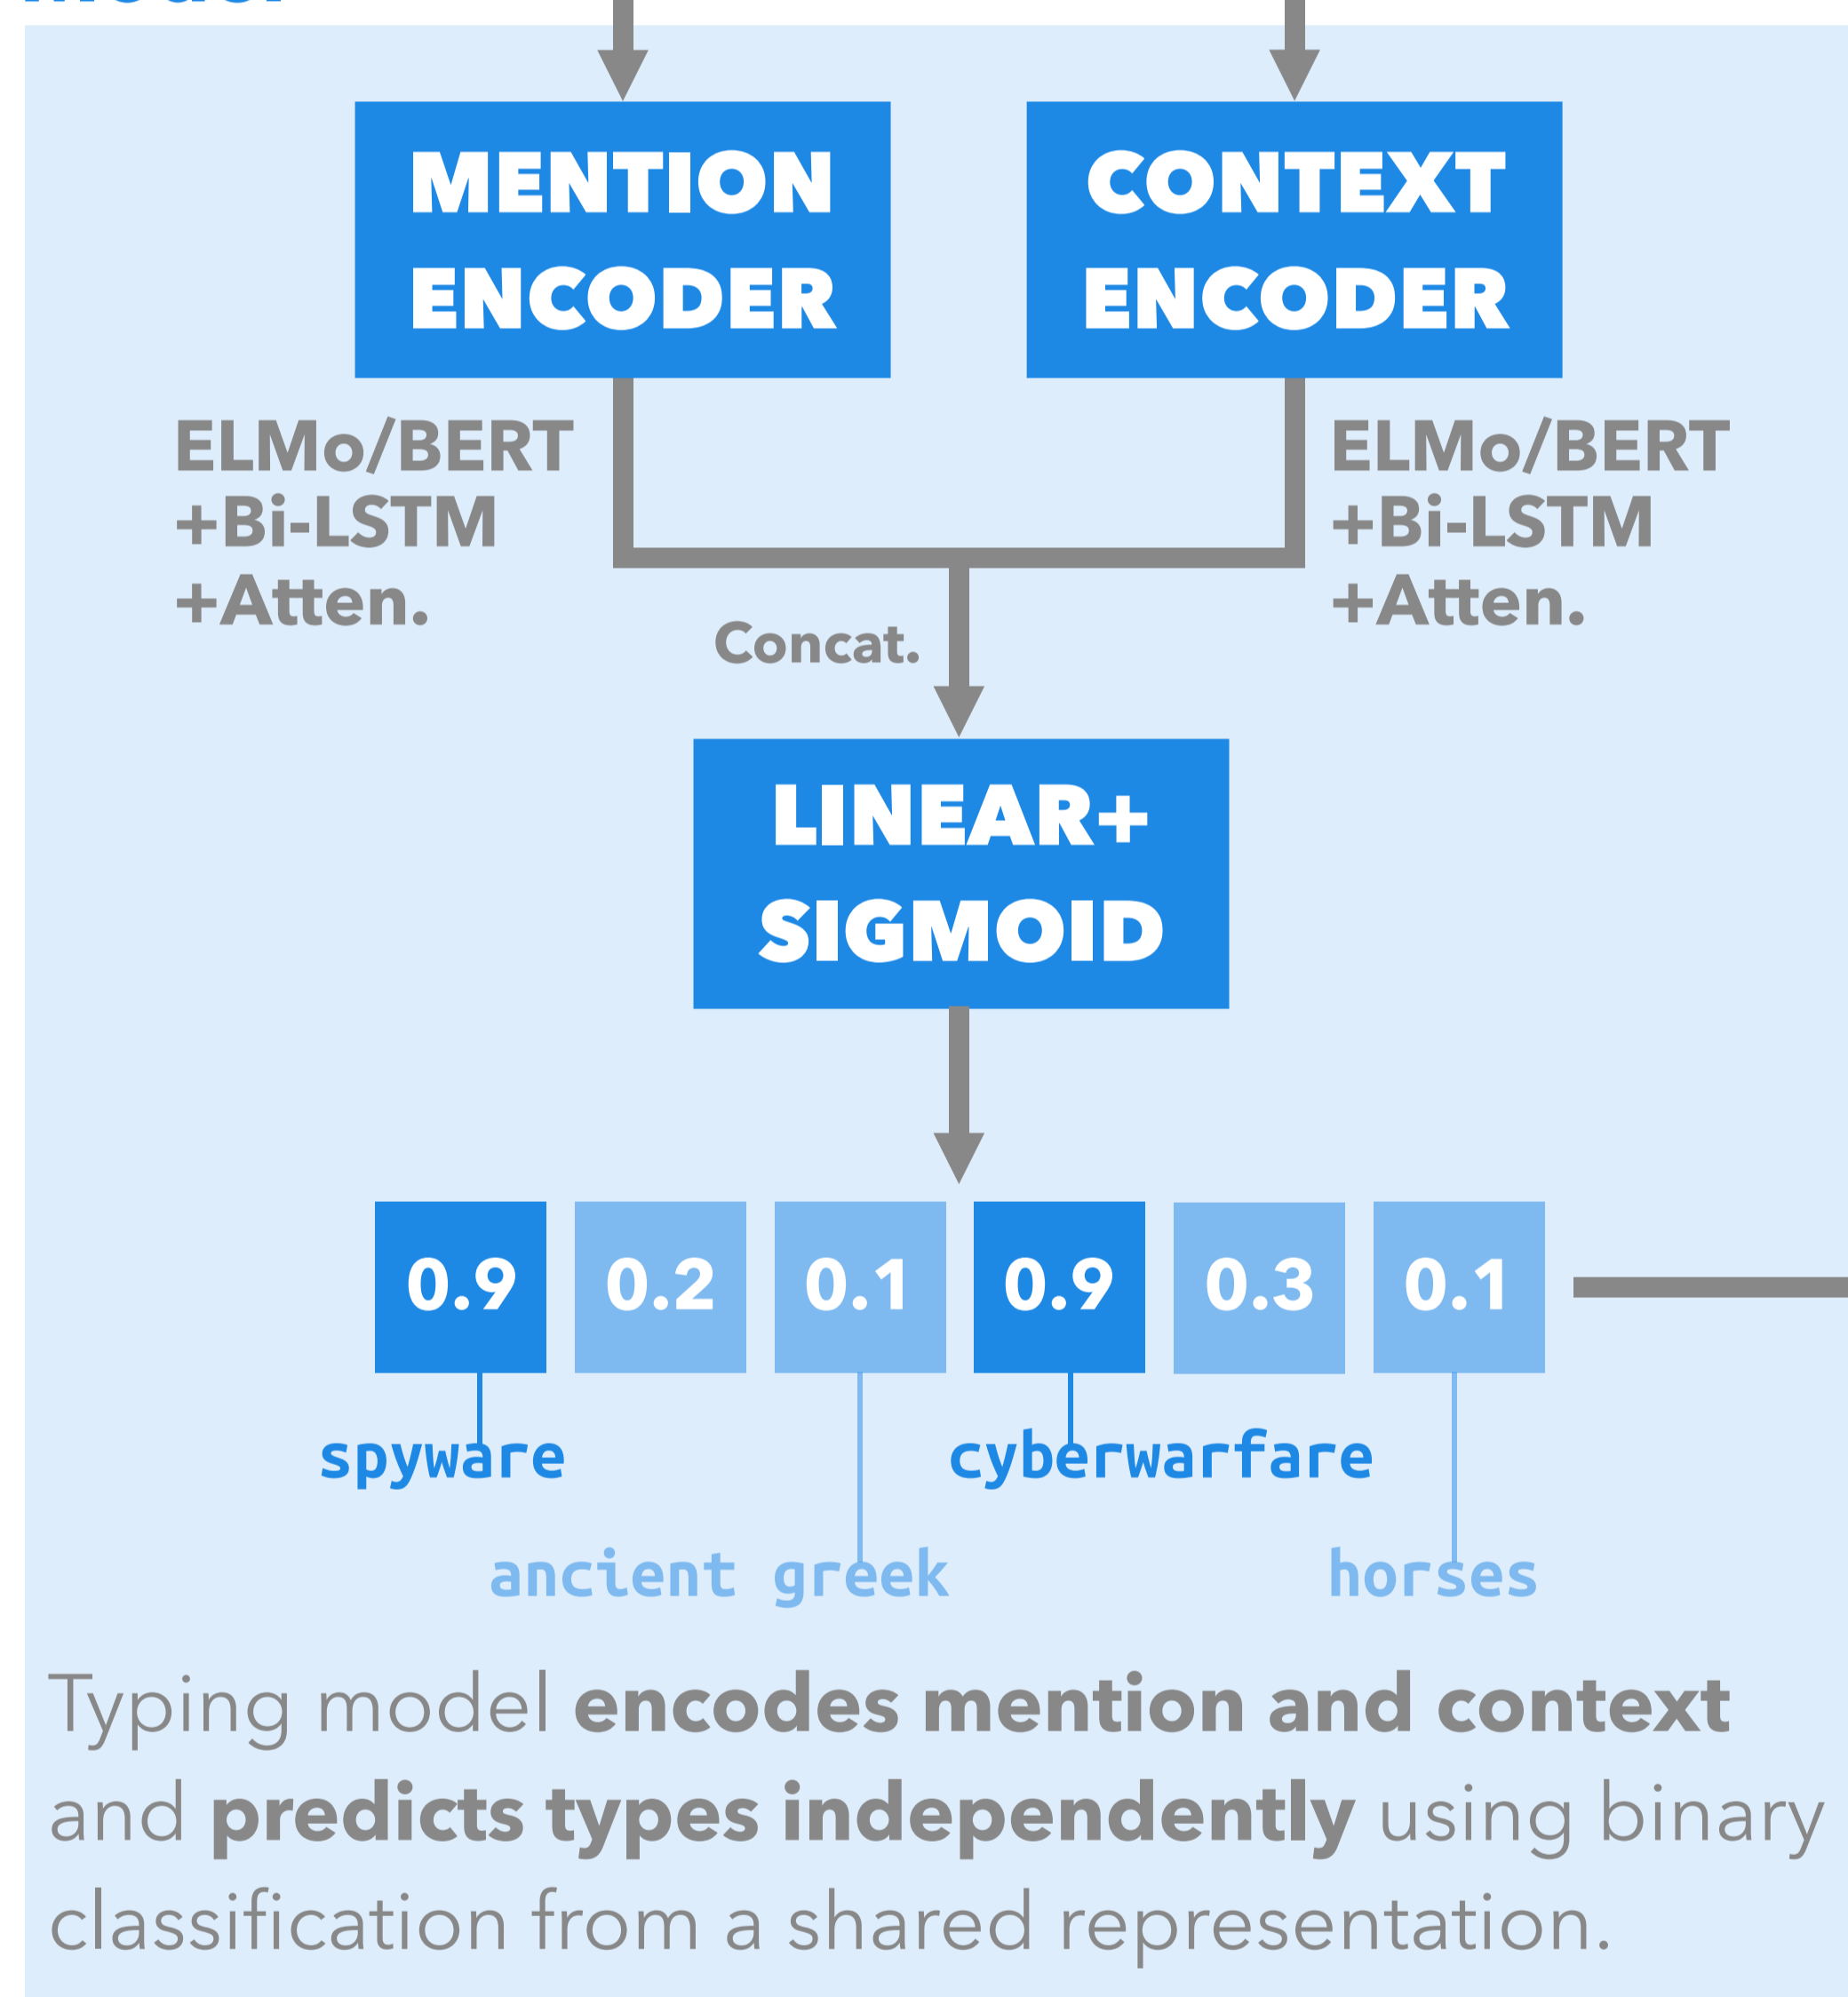 MENTION
ENCODER
CONTEXT
ENCODER
ELMo/BERT
+Bi-LSTM
+Atten.
ELMo/BERT
+Bi-LSTM
+Atten.
Concat.
LINEAR+
SIGMOID
0.9 0.2 0.1 0.9 0.3 0.1
spyware cyberwarfare
ancient greek horses
Typing model encodes mention and context
and predicts types independently using binary
classification from a shared representation.